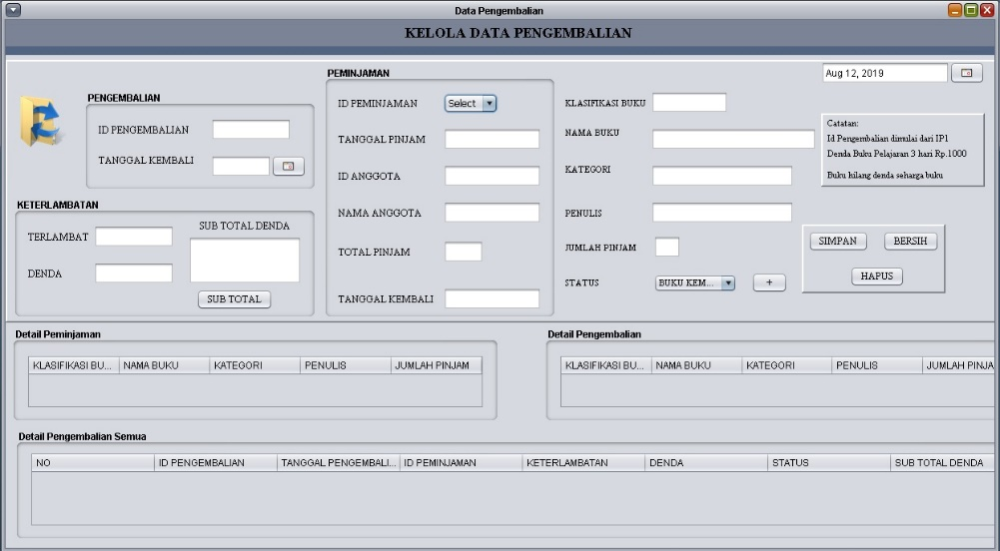 Data Pengembalian
KELOLA DATA PENGEMBALIAN
Aug 12, 2019
PENGEMBALIAN
ID PENGEMBALIAN
TANGGAL KEMBALI
KETERLAMBATAN
TERLAMBAT
DENDA
SUB TOTAL DENDA
SUB TOTAL
PEMINJAMAN
ID PEMINJAMAN
Select
TANGGAL PINJAM
ID ANGGOTA
NAMA ANGGOTA
TOTAL PINJAM
TANGGAL KEMBALI
KLASIFIKASI BUKU
NAMA BUKU
KATEGORI
PENULIS
JUMLAH PINJAM
STATUS
BUKU KEM...
+
Catatan:
Id Pengembalian dimulai dari IP1
Denda Buku Pelajaran 3 hari Rp.1000
Buku hilang denda seharga buku
SIMPAN
BERSIH
HAPUS
Detail Peminjaman
KLASIFIKASI BU... NAMA BUKU KATEGORI PENULIS JUMLAH PINJAM
Detail Pengembalian
KLASIFIKASI BU... NAMA BUKU KATEGORI PENULIS JUMLAH PINJA
Detail Pengembalian Semua
NO ID PENGEMBALIAN TANGGAL PENGEMBALI... ID PEMINJAMAN KETERLAMBATAN DENDA STATUS SUB TOTAL DENDA